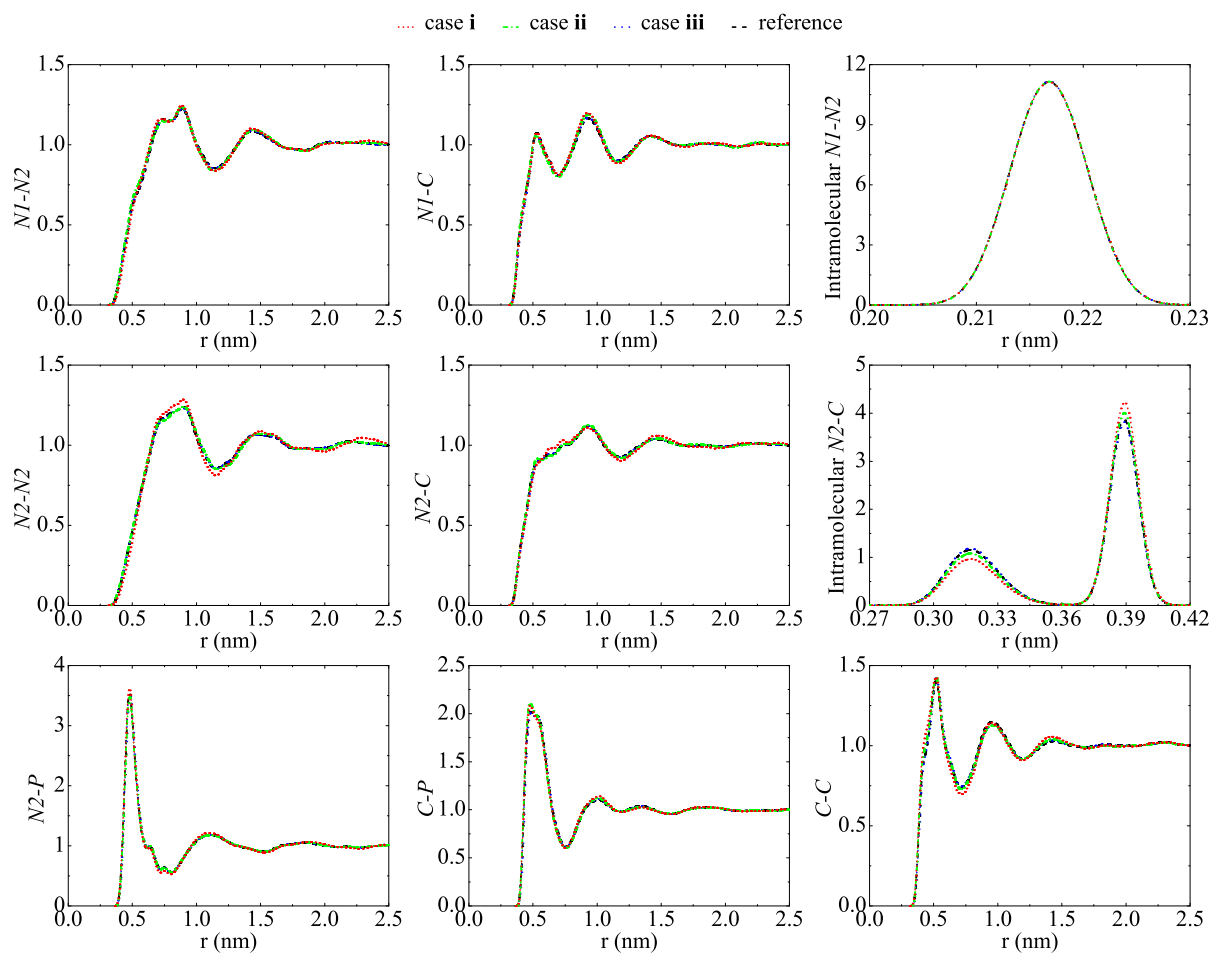 case i case ii case iii reference
1.5
1.0
0.5
0.0
0.0 0.5 1.0 1.5 2.0 2.5
r (nm)
N1-N2
1.5
1.0
0.5
0.0
0.0 0.5 1.0 1.5 2.0 2.5
r (nm)
N1-C
12
9
6
3
0
0.20 0.21 0.22 0.23
r (nm)
Intramolecular N1-N2
1.5
1.0
0.5
0.0
0.0 0.5 1.0 1.5 2.0 2.5
r (nm)
N2-N2
1.5
1.0
0.5
0.0
0.0 0.5 1.0 1.5 2.0 2.5
r (nm)
N2-C
5
4
3
2
1
0
0.27 0.30 0.33 0.36 0.39 0.42
r (nm)
Intramolecular N2-C
4
3
2
1
0
0.0 0.5 1.0 1.5 2.0 2.5
r (nm)
N2-P
2.5
2.0
1.5
1.0
0.5
0.0
0.0 0.5 1.0 1.5 2.0 2.5
r (nm)
C-P
1.5
1.0
0.5
0.0
0.0 0.5 1.0 1.5 2.0 2.5
r (nm)
C-C